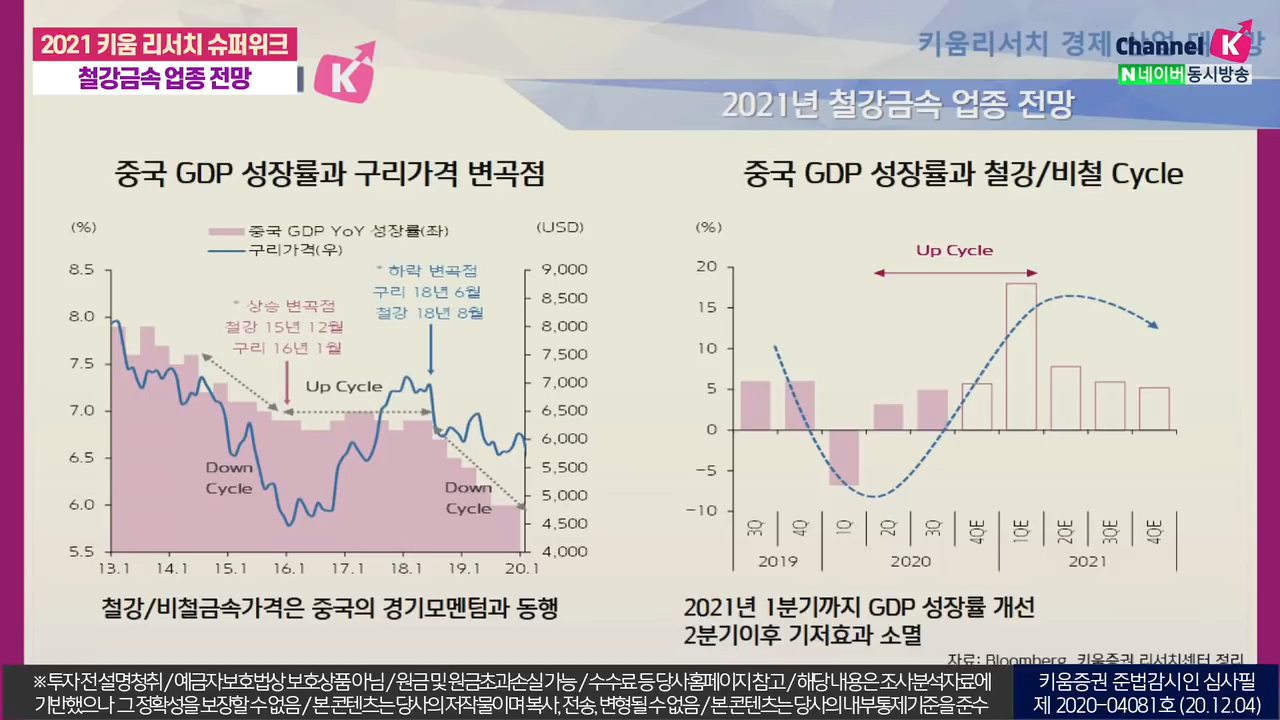 2021 키움 리서치 슈퍼위크
철강금속 업종 전망
K
키움리서치 경제
Channel K
N 네이버 동시방송
2021년 철강금속 업종 전망
중국 GDP 성장률과 구리가격 변곡점
(%)
(USD)
중국 GDP YoY 성장률(좌)
구리가격(우)
* 하락 변곡점
구리 18년 6월
철강 18년 8월
* 상승 변곡점
철강 15년 12월
구리 16년 1월
Up Cycle
Down
Cycle
Down
Cycle
8.5
8.0
7.5
7.0
6.5
6.0
5.5
9,000
8,500
8,000
7,500
7,000
6,500
6,000
5,500
5,000
4,500
4,000
13.1 14.1 15.1 16.1 17.1 18.1 19.1 20.1
철강/비철금속가격은 중국의 경기모멘텀과 동행
중국 GDP 성장률과 철강/비철 Cycle
(%)
Up Cycle
20
15
10
5
0
−5
−10
3Q 4Q 1Q 2Q 3Q 4QE 1QE 2QE 3QE 4QE
2019 2020 2021
2021년 1분기까지 GDP 성장률 개선
2분기이후 기저효과 소멸
자료: Bloomberg, 키움증권 리서치센터 정리
※ 투자 전 설명청취 / 예금자보호법상 보호상품 아님 / 원금 및 원금초과손실 가능 / 수수료 등 당사홈페이지 참고 / 해당 내용은 조사분석자료에
기반했으나 그 정확성을 보장할 수 없음 / 본 콘텐츠는 당사의 저작물이며 복사, 전송, 변형될 수 없음 / 본 콘텐츠는 당사의 내부통제기준을 준수
키움증권 준법감시인 심사필
제 2020-04081호 (20.12.04)